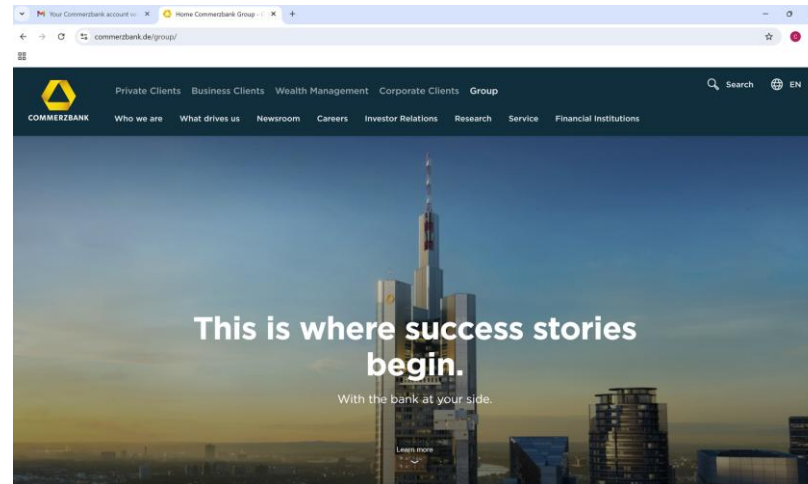 Your Commerzbank account
Home Commerzbank Group -
commerzbank.de/group/
Private Clients Business Clients Wealth Management Corporate Clients Group
Search EN
COMMERZBANK
Who we are What drives us Newsroom Careers Investor Relations Research Service Financial Institutions
This is where success stories
begin.
With the bank at your side.
Learn more